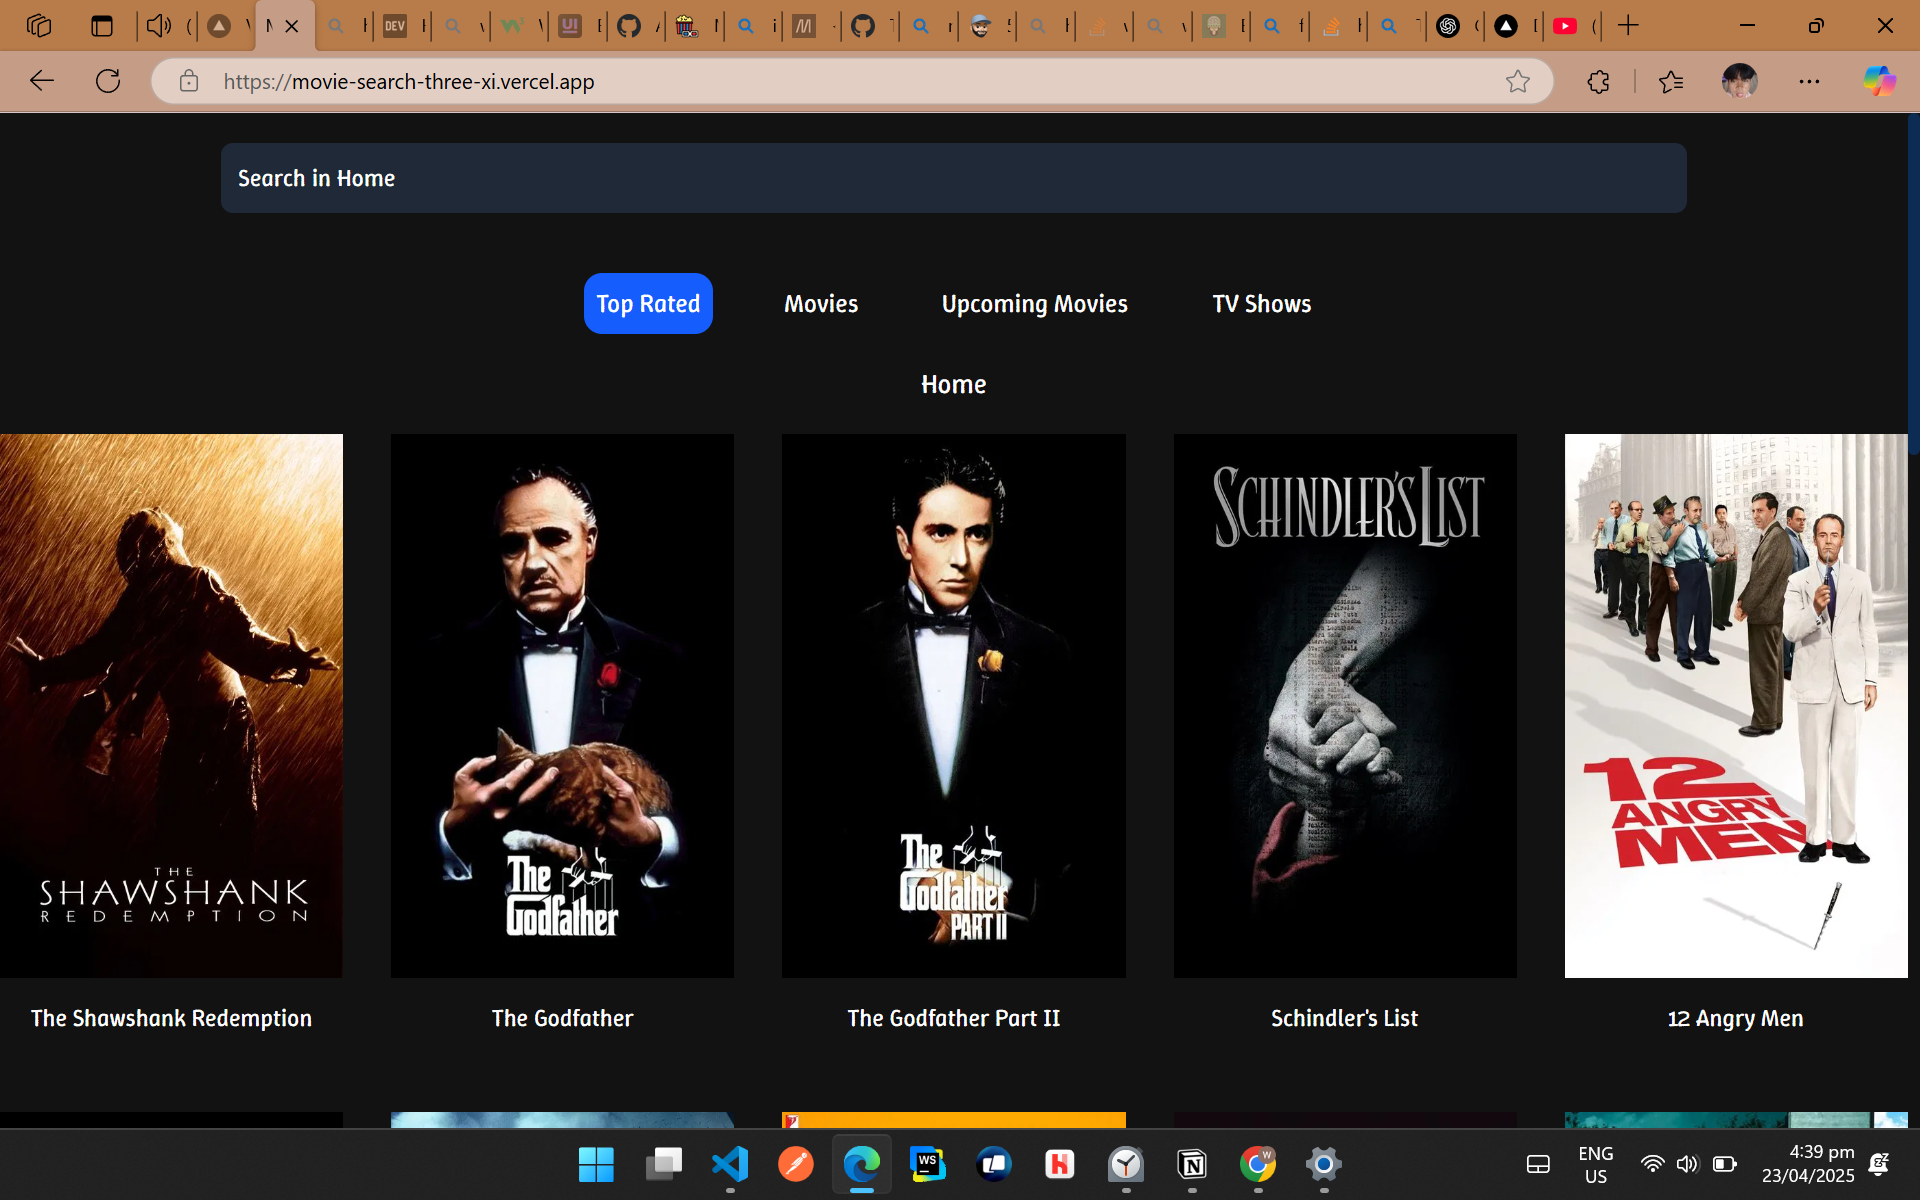 DEV
https://movie-search-three-xi.vercel.app
Search in Home
Top Rated
Movies
Upcoming Movies
TV Shows
Home
THE
SHAWSHANK
REDEMPTION
The
Godfather
The
Godfather
PART II
SCHINDLER'S LIST
12
ANGRY
MEN
The Shawshank Redemption
The Godfather
The Godfather Part II
Schindler's List
12 Angry Men
WS
ENG
US
4:39 pm
23/04/2025